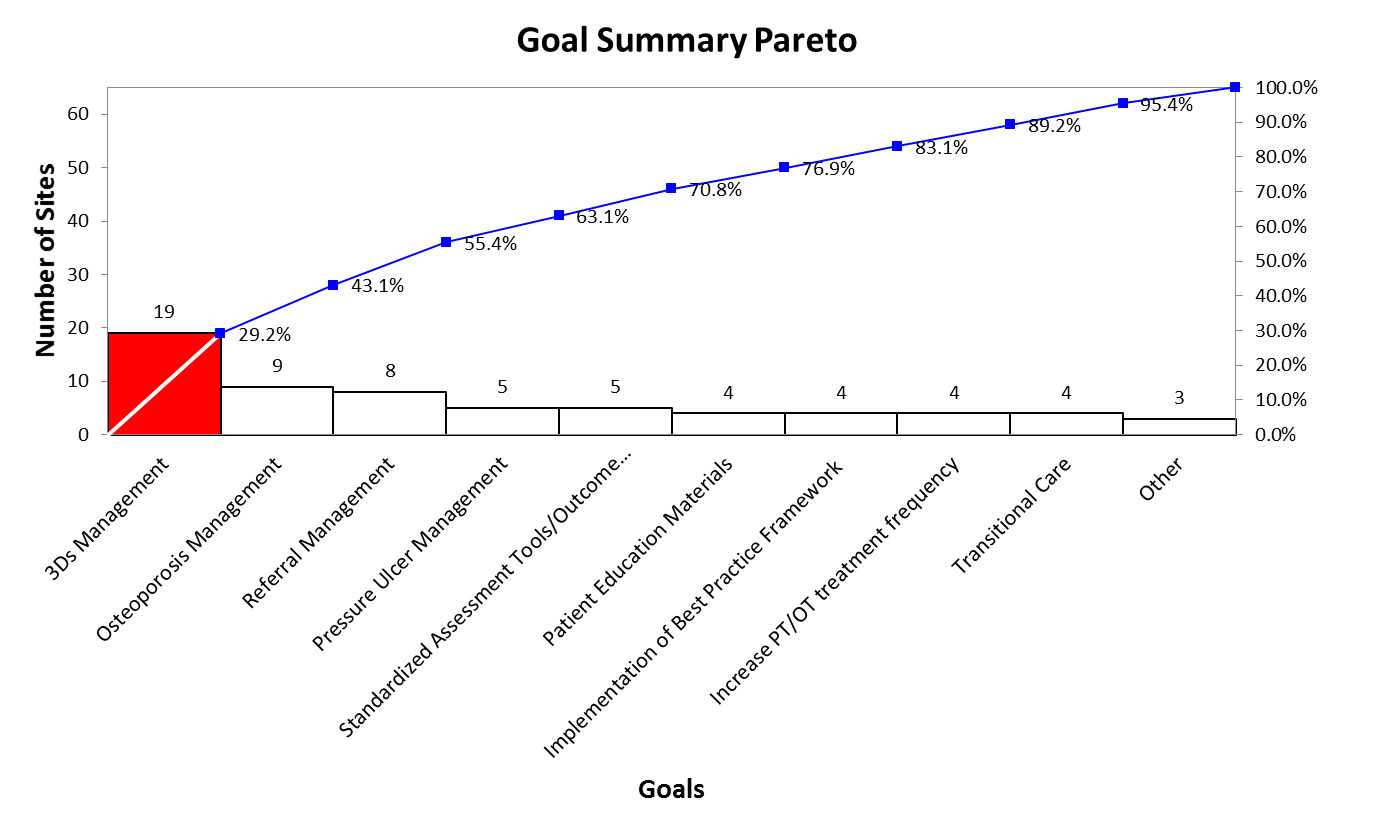 Goal Summary Pareto
Number of Sites
60
50
40
30
20
10
0
100.0%
90.0%
80.0%
70.0%
60.0%
50.0%
40.0%
30.0%
20.0%
10.0%
0.0%
19
9
8
5
5
4
4
4
4
3
29.2%
43.1%
55.4%
63.1%
70.8%
76.9%
83.1%
89.2%
95.4%
3Ds Management
Osteoporosis Management
Referral Management
Pressure Ulcer Management
Standardized Assessment Tools/Outcome...
Patient Education Materials
Implementation of Best Practice Framework
Increase PT/OT treatment frequency
Transitional Care
Other
Goals